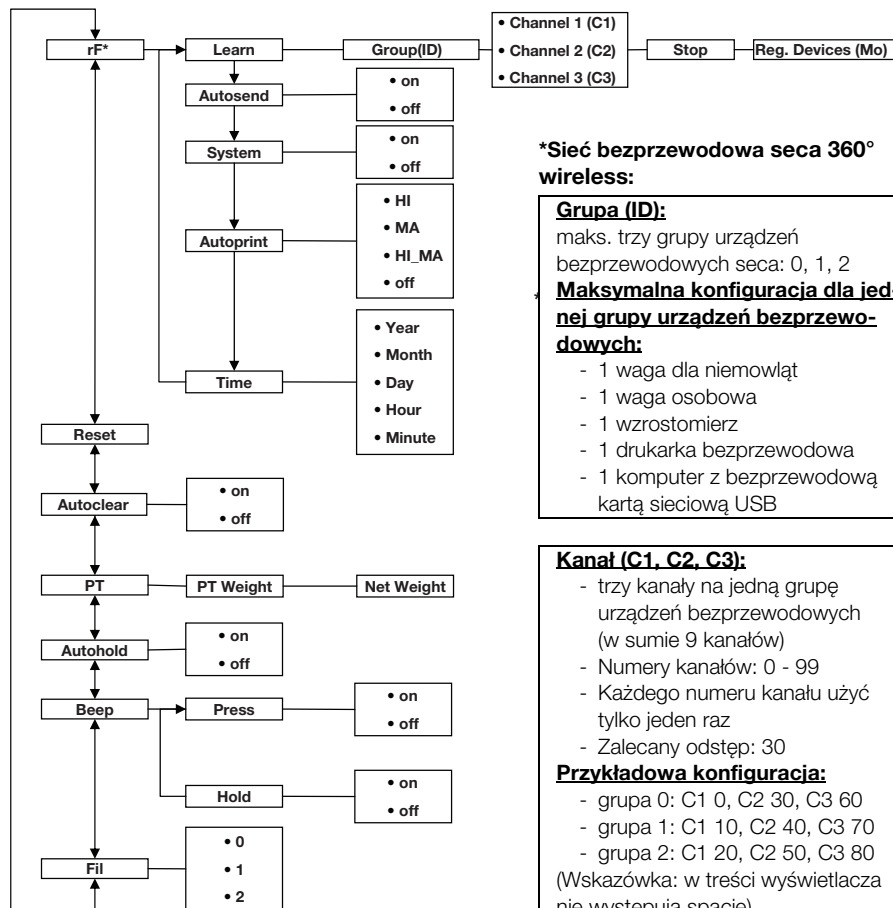 rF*
Learn
Group(ID)
• Channel 1 (C1)
• Channel 2 (C2)
• Channel 3 (C3)
Stop
Reg. Devices (Mo)
Autosend
• on
• off
System
• on
• off
Autoprint
• HI
• MA
• HI_MA
• off
Time
• Year
• Month
• Day
• Hour
• Minute
Reset
Autoclear
• on
• off
PT
PT Weight
Net Weight
Autohold
• on
• off
Beep
Press
• on
• off
Hold
• on
• off
Fil
• 0
• 1
• 2
*Sieć bezprzewodowa seca 360°
wireless:
Grupa (ID):
maks. trzy grupy urządzeń
bezprzewodowych seca: 0, 1, 2
*
Maksymalna konfiguracja dla jed-
nej grupy urządzeń bezprzewo-
dowych:
- 1 waga dla niemowląt
- 1 waga osobowa
- 1 wzrostomierz
- 1 drukarka bezprzewodowa
- 1 komputer z bezprzewodową
kartą sieciową USB
Kanał (C1, C2, C3):
- trzy kanały na jedną grupę
urządzeń bezprzewodowych
(w sumie 9 kanałów)
- Numery kanałów: 0 - 99
- Każdego numeru kanału użyć
tylko jeden raz
- Zalecany odstęp: 30
Przykładowa konfiguracja:
- grupa 0: C1 0, C2 30, C3 60
- grupa 1: C1 10, C2 40, C3 70
- grupa 2: C1 20, C2 50, C3 80
(Wskazówka: w treści wyświetlacza
nie występują spacje)